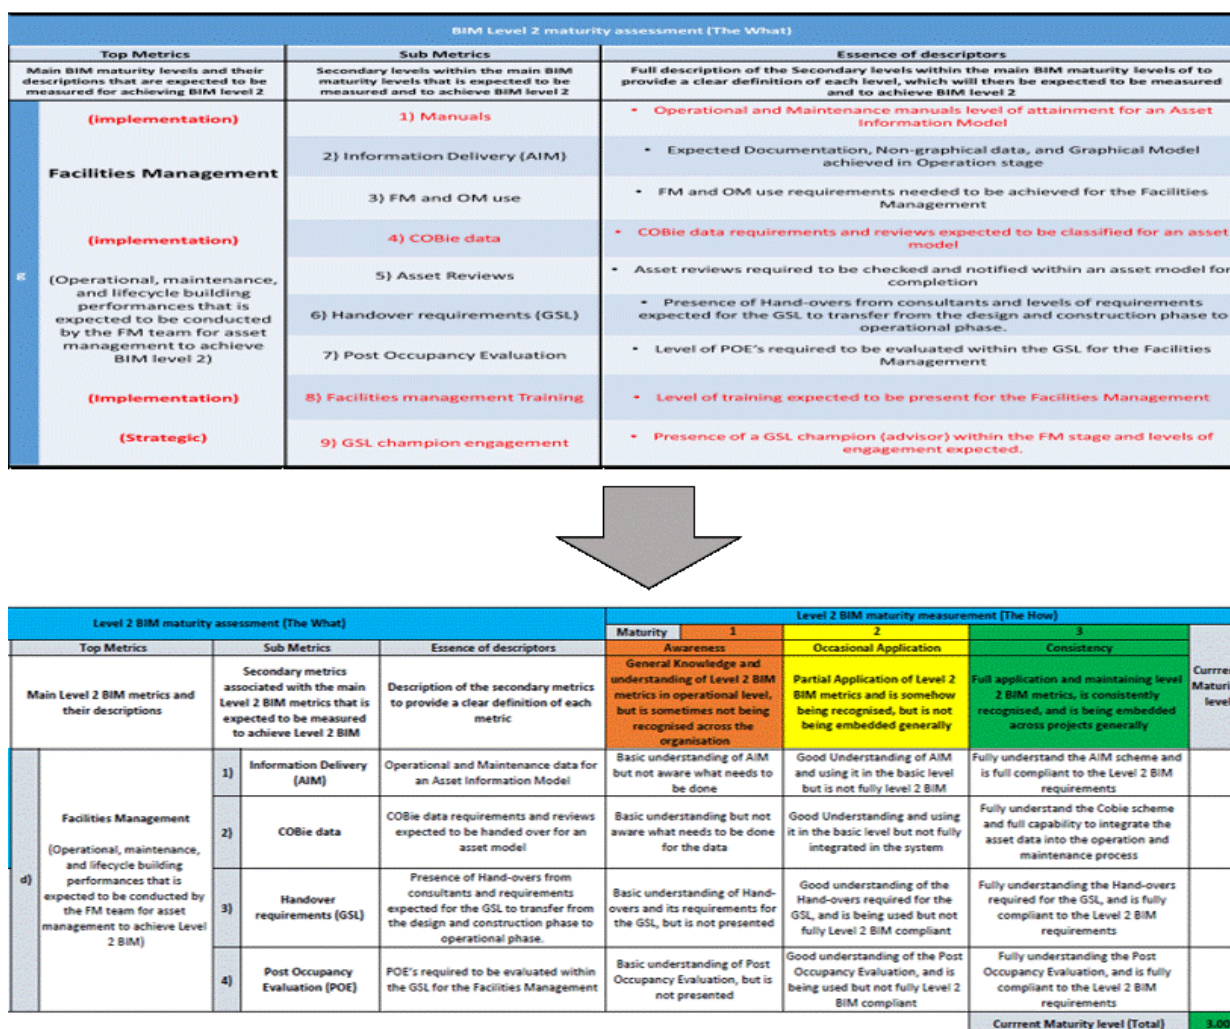 BIM Level 2 maturity assessment (The What)
Top Metrics
Sub Metrics
Essence of descriptors
Main BIM maturity levels and their
descriptions that are expected to be
measured for achieving BIM level 2
Secondary levels within the main BIM
maturity levels that is expected to be
measured and to achieve BIM level 2
Full description of the Secondary levels within the main BIM maturity levels of to
provide a clear definition of each level, which will then be expected to be measured
and to achieve BIM level 2
g
(implementation)
Facilities Management
(implementation)
(Operational, maintenance,
and lifecycle building
performances that is
expected to be conducted
by the FM team for asset
management to achieve
BIM level 2)
(Implementation)
(Strategic)
1) Manuals
• Operational and Maintenance manuals level of attainment for an Asset
Information Model
2) Information Delivery (AIM)
• Expected Documentation, Non-graphical data, and Graphical Model
achieved in Operation stage
3) FM and OM use
• FM and OM use requirements needed to be achieved for the Facilities
Management
4) COBie data
• COBie data requirements and reviews expected to be classified for an asset
model
5) Asset Reviews
• Asset reviews required to be checked and notified within an asset model for
completion
6) Handover requirements (GSL)
• Presence of Hand-overs from consultants and levels of requirements
expected for the GSL to transfer from the design and construction phase to
operational phase.
7) Post Occupancy Evaluation
• Level of POE's required to be evaluated within the GSL for the Facilities
Management
8) Facilities management Training
• Level of training expected to be present for the Facilities Management
9) GSL champion engagement
• Presence of a GSL champion (advisor) within the FM stage and levels of
engagement expected.
Level 2 BIM maturity assessment (The What)
Level 2 BIM maturity measurement (The How)
Maturity
1
2
3
Top Metrics
Sub Metrics
Essence of descriptors
Awareness
Occasional Application
Consistency
Main Level 2 BIM metrics and
their descriptions
Secondary metrics
associated with the main
Level 2 BIM metrics that is
expected to be measured
to achieve Level 2 BIM
Description of the secondary metrics
to provide a clear definition of each
metric
General Knowledge and
understanding of Level 2 BIM
metrics in operational level,
but is sometimes not being
recognised across the
organisation
Partial Application of Level 2
BIM metrics and is somehow
being recognised, but is not
being embedded generally
Full application and maintaining level
2 BIM metrics, is consistently
recognised, and is being embedded
across projects generally
Currrent
Maturity
level
d)
Facilities Management
(Operational, maintenance,
and lifecycle building
performances that is
expected to be conducted by
the FM team for asset
management to achieve Level
2 BIM)
1)
Information Delivery
(AIM)
Operational and Maintenance data for
an Asset Information Model
Basic understanding of AIM
but not aware what needs to
be done
Good Understanding of AIM
and using it in the basic level
but is not fully level 2 BIM
Fully understand the AIM scheme and
is full compliant to the Level 2 BIM
requirements
2)
COBie data
COBie data requirements and reviews
expected to be handed over for an
asset model
Basic understanding but not
aware what needs to be done
for the data
Good Understanding and using
it in the basic level but not fully
integrated in the system
Fully understand the Cobie scheme
and full capability to integrate the
asset data into the operation and
maintenance process
3)
Handover
requirements (GSL)
Presence of Hand-overs from
consultants and requirements
expected for the GSL to transfer from
the design and construction phase to
operational phase.
Basic understanding of Hand-
overs and its requirements for
the GSL, but is not presented
Good understanding of the
Hand-overs required for the
GSL, and is being used but not
fully Level 2 BIM compliant
Fully understanding the Hand-overs
required for the GSL, and is fully
compliant to the Level 2 BIM
requirements
4)
Post Occupancy
Evaluation (POE)
POE's required to be evaluated within
the GSL for the Facilities Management
Basic understanding of Post
Occupancy Evaluation, but is
not presented
Good understanding of the Post
Occupancy Evaluation, and is
being used but not fully Level 2
BIM compliant
Fully understanding the Post
Occupancy Evaluation, and is fully
compliant to the Level 2 BIM
requirements
Currrent Maturity level (Total)
3.00